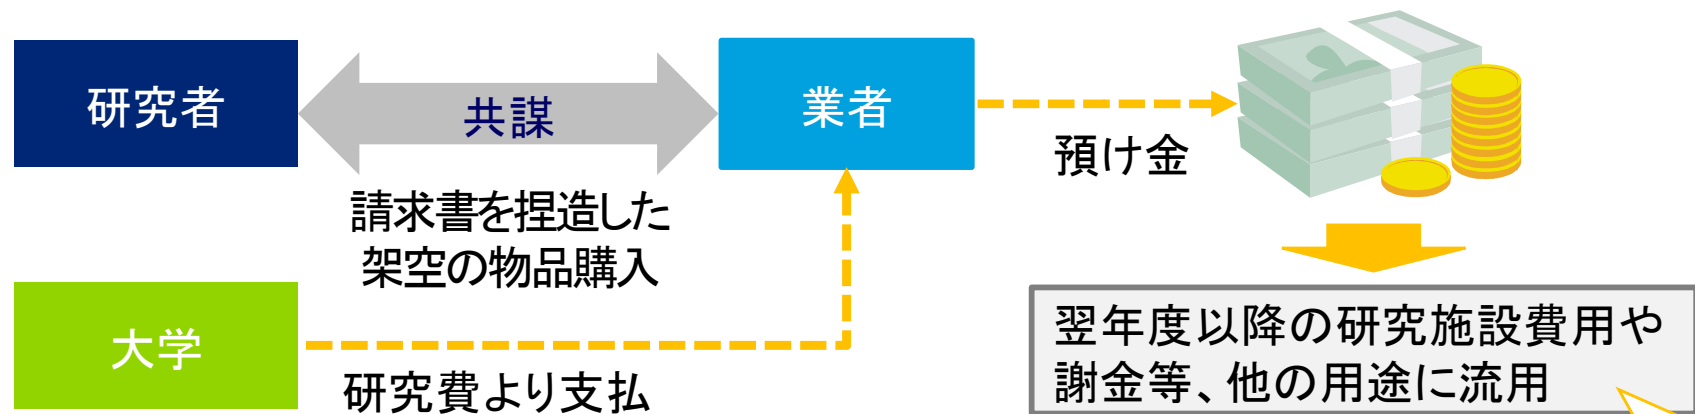 研究者
共謀
業者
預け金
請求書を捏造した
架空の物品購入
大学
研究費より支払
翌年度以降の研究施設費用や
謝金等、他の用途に流用